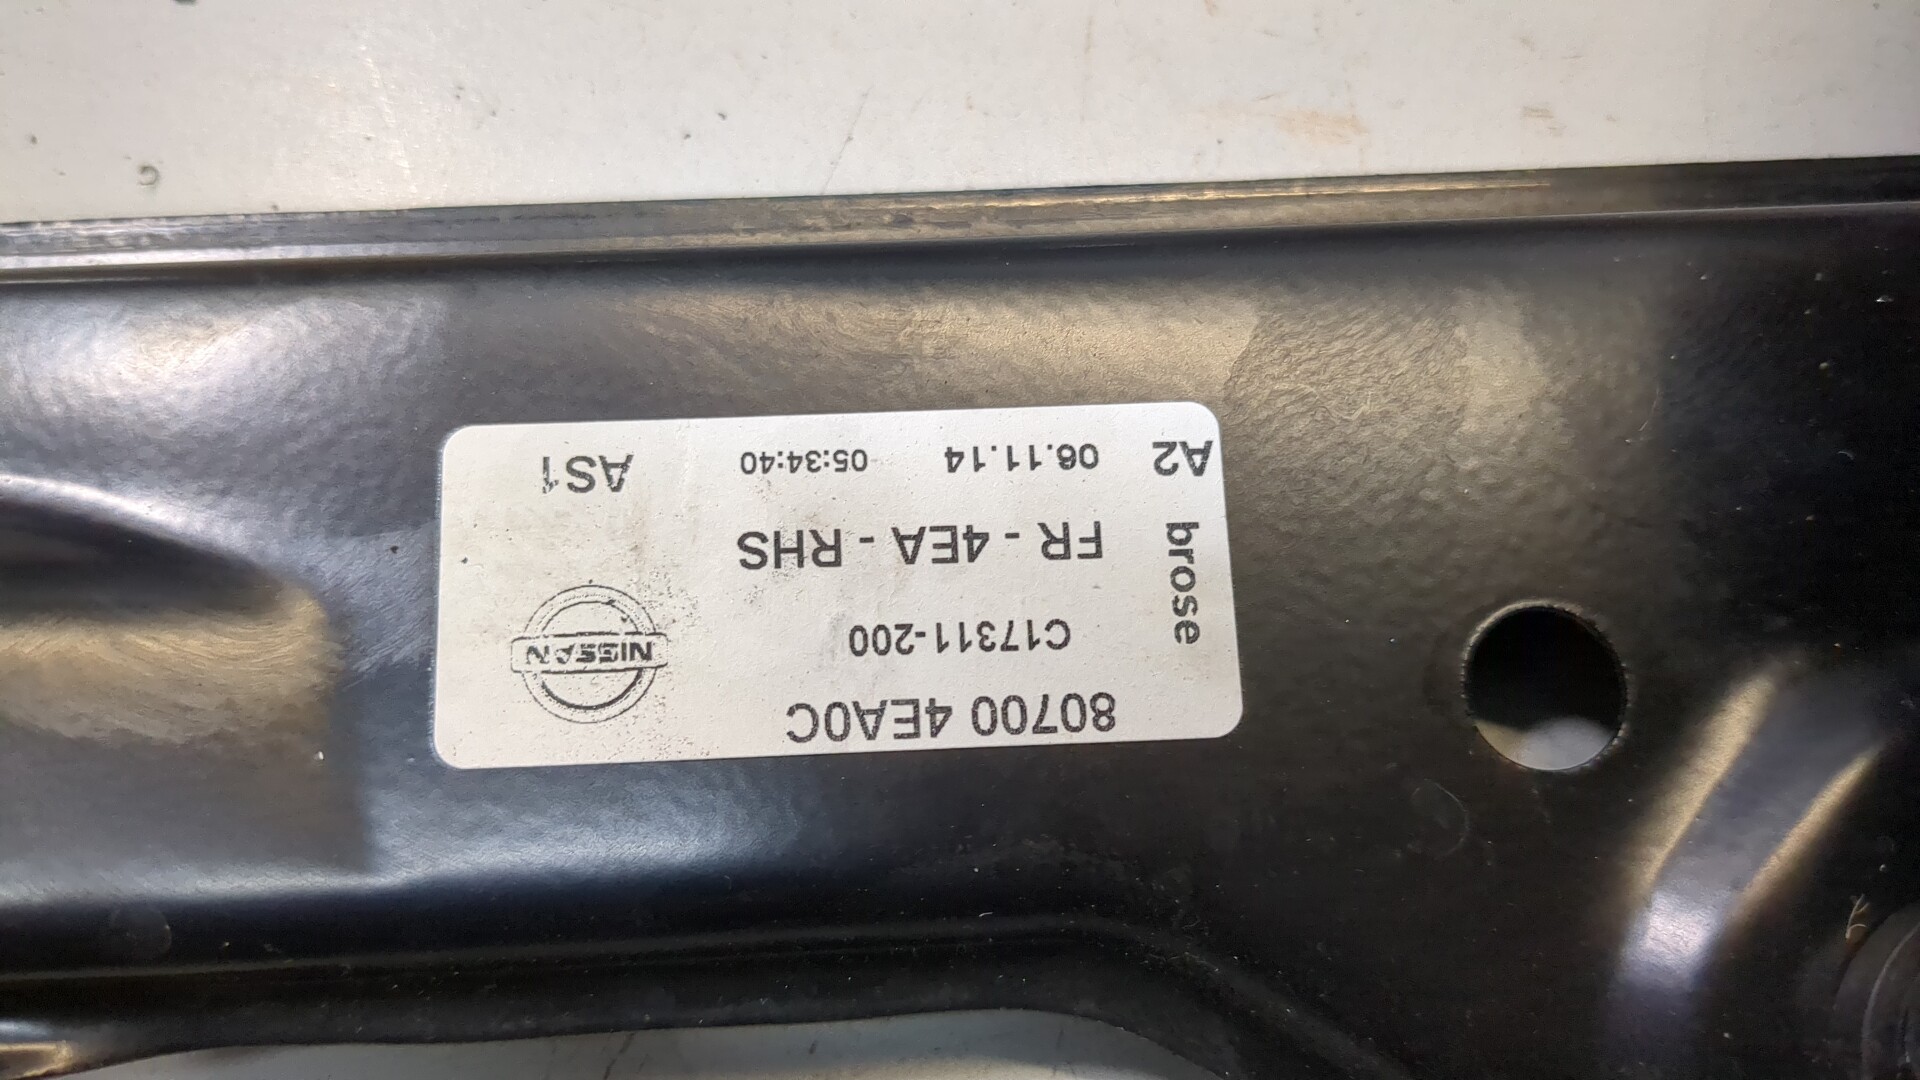 80700 4EA0C
C17311-200
NISSAN
FR - 4EA - RHS
brose
A2 06.11.14 05:34:40 AS1